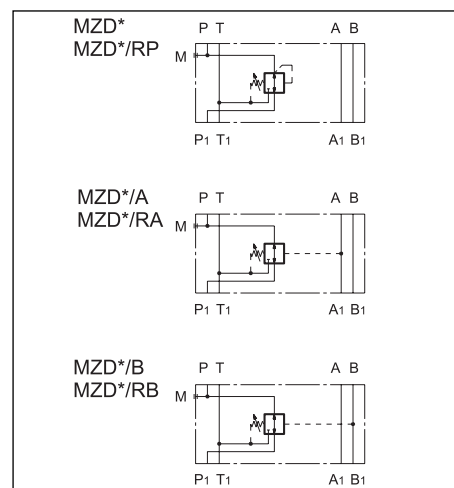 MZD*
MZD*/RP
P T A B
M
P1 T1 A1 B1
MZD*/A
MZD*/RA
P T A B
M
P1 T1 A1 B1
MZD*/B
MZD*/RB
P T A B
M
P1 T1 A1 B1